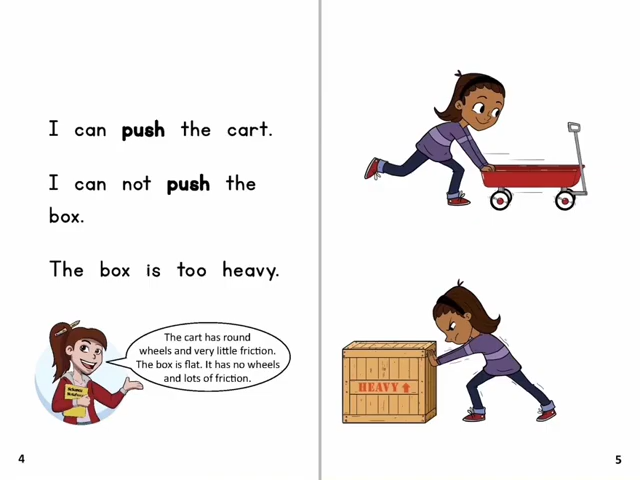 I can push the cart.
I can not push the
box.
The box is too heavy.
The cart has round
wheels and very little friction.
The box is flat. It has no wheels
and lots of friction.
HEAVY
4
5